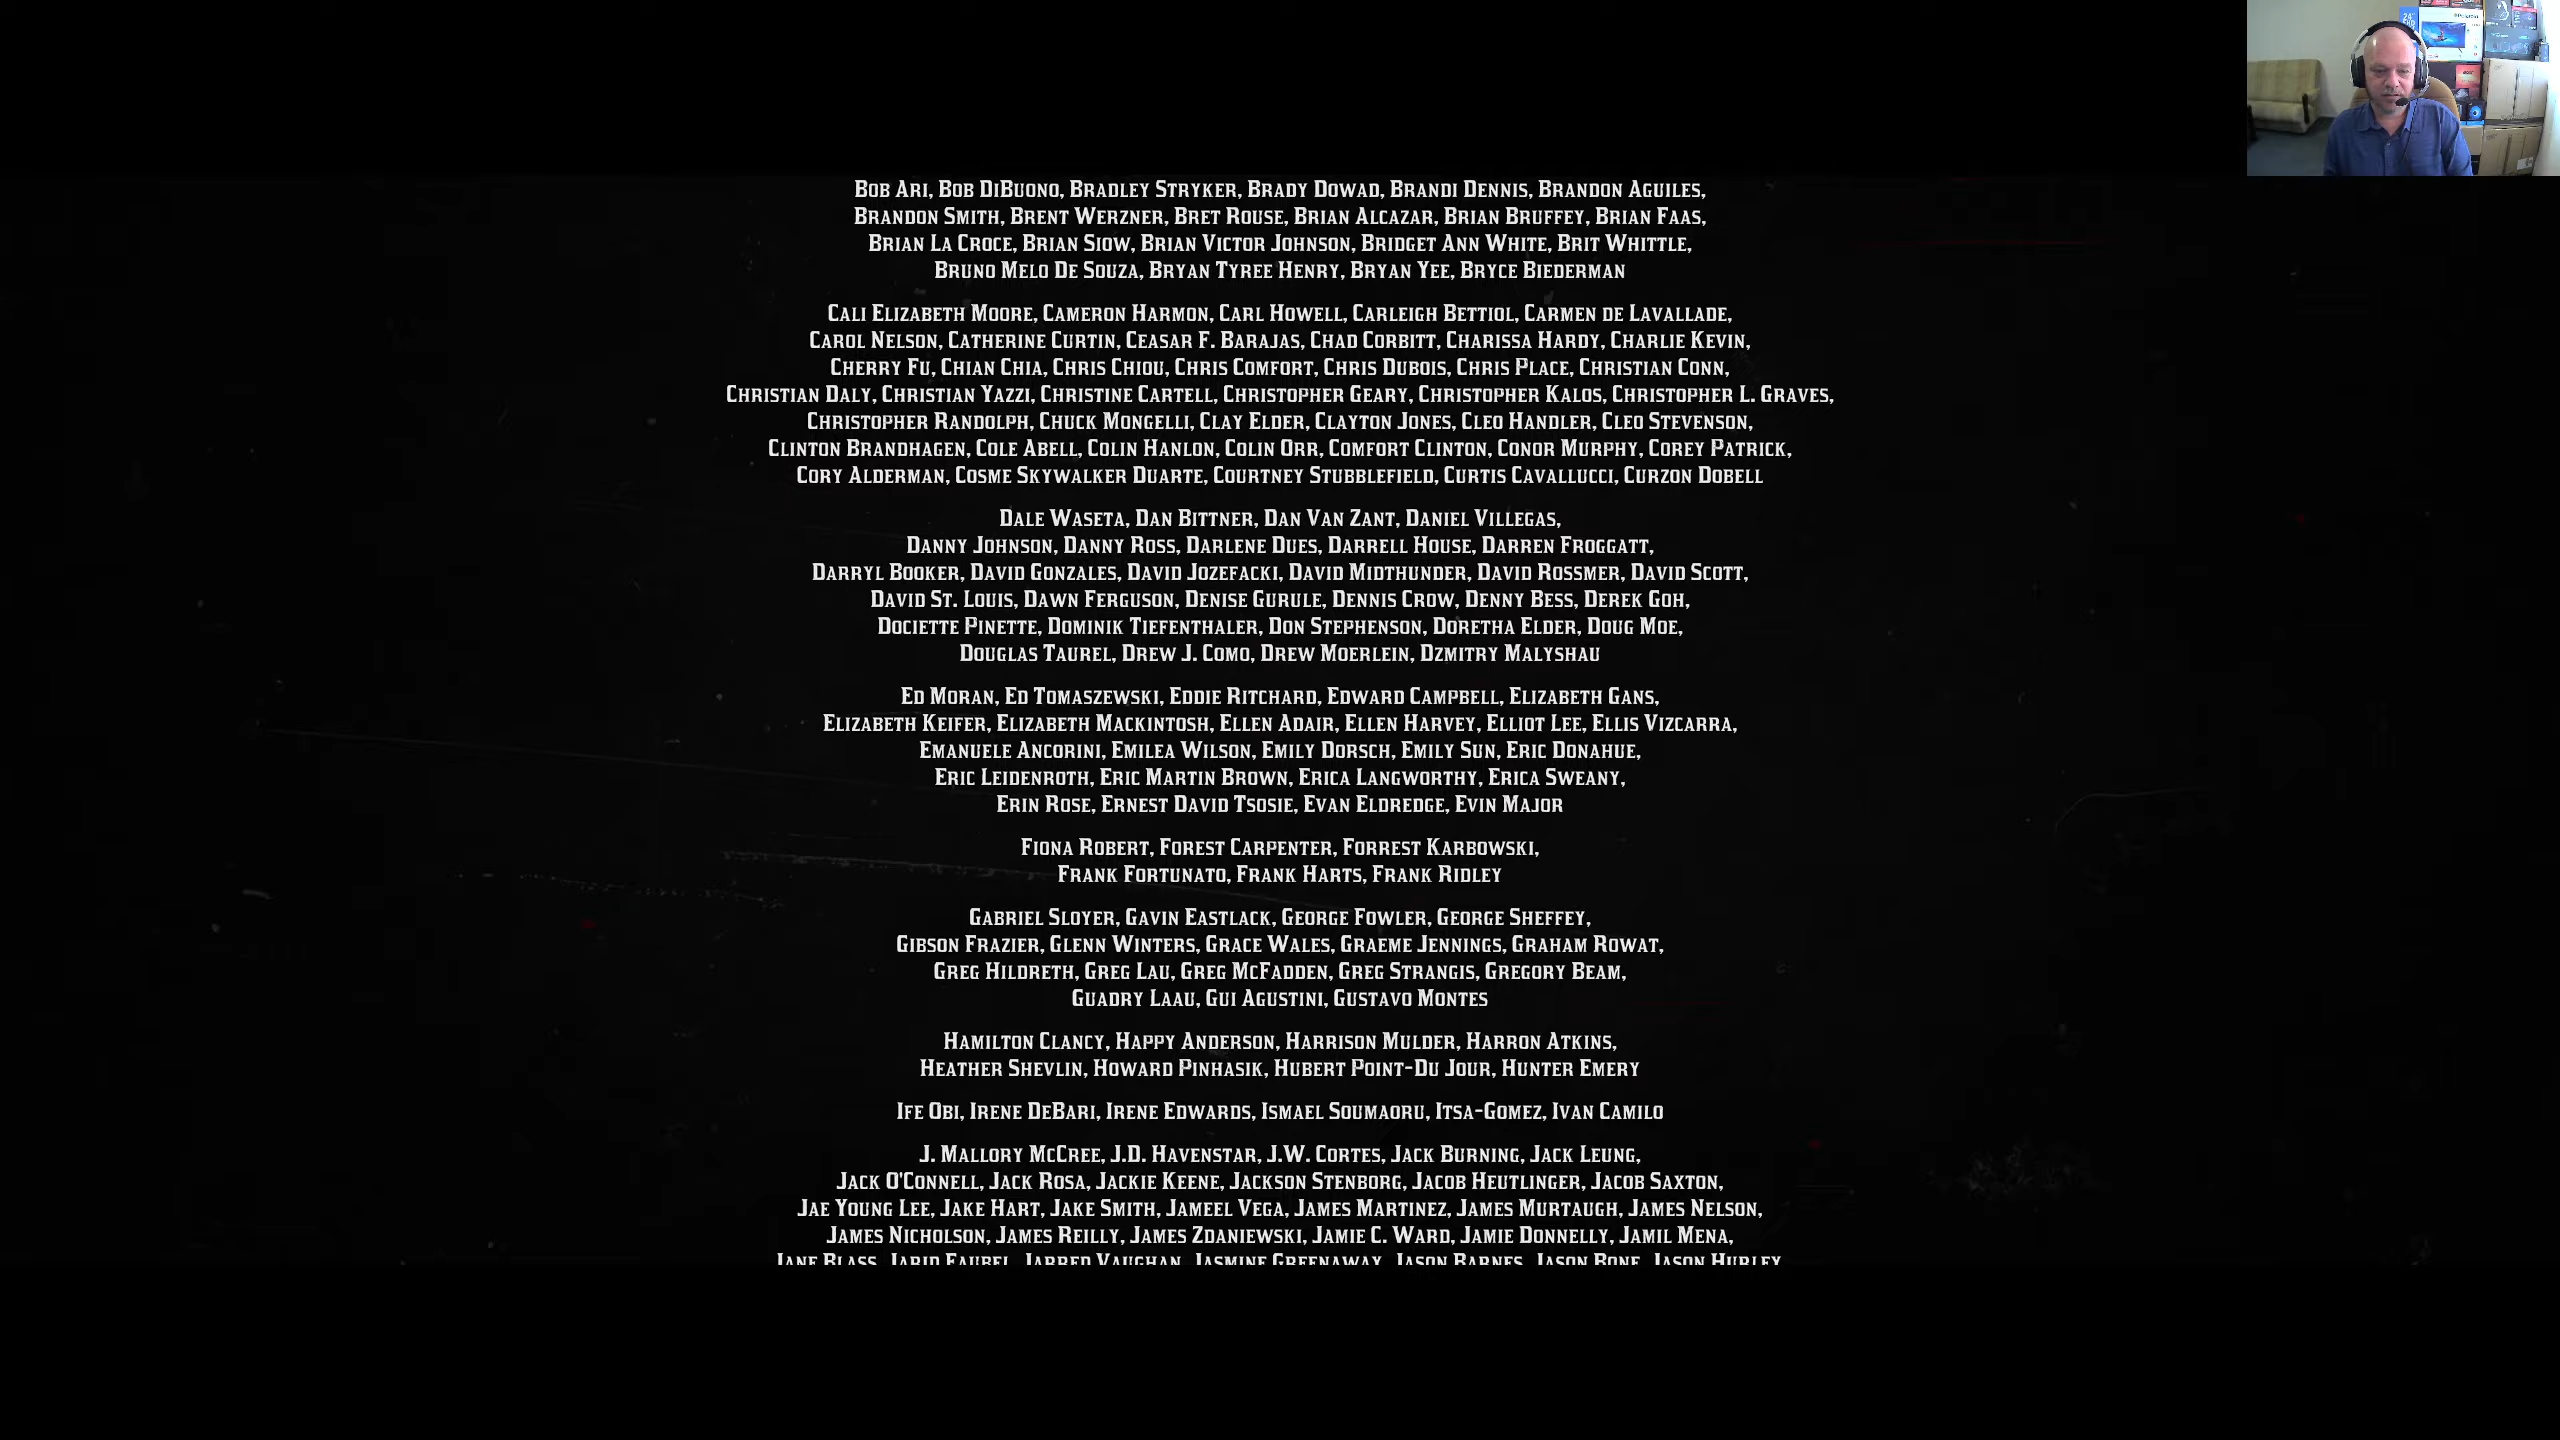 Bob Ari, Bob DiBuono, Bradley Stryker, Brady Dowad, Brandi Dennis, Brandon Aguiles,
Brandon Smith, Brent Werzner, Bret Rouse, Brian Alcazar, Brian Bruffey, Brian Faas,
Brian La Croce, Brian Siow, Brian Victor Johnson, Bridget Ann White, Brit Whittle,
Bruno Melo De Souza, Bryan Tyree Henry, Bryan Yee, Bryce Biederman
Cali Elizabeth Moore, Cameron Harmon, Carl Howell, Carleigh Bettiol, Carmen de Lavallade,
Carol Nelson, Catherine Curtin, Ceasar F. Barajas, Chad Corbitt, Charissa Hardy, Charlie Kevin,
Cherry Fu, Chian Chia, Chris Chiou, Chris Comfort, Chris Dubois, Chris Place, Christian Conn,
Christian Daly, Christian Yazzi, Christine Cartell, Christopher Geary, Christopher Kalos, Christopher L. Graves,
Christopher Randolph, Chuck Mongelli, Clay Elder, Clayton Jones, Cleo Handler, Cleo Stevenson,
Clinton Brandhagen, Cole Abell, Colin Hanlon, Colin Orr, Comfort Clinton, Conor Murphy, Corey Patrick,
Cory Alderman, Cosme Skywalker Duarte, Courtney Stubblefield, Curtis Cavallucci, Curzon Dobell
Dale Waseta, Dan Bittner, Dan Van Zant, Daniel Villegas,
Danny Johnson, Danny Ross, Darlene Dues, Darrell House, Darren Froggatt,
Darryl Booker, David Gonzales, David Jozefacki, David Midthunder, David Rossmer, David Scott,
David St. Louis, Dawn Ferguson, Denise Gurule, Dennis Crow, Denny Bess, Derek Goh,
Dociette Pinette, Dominik Tiefenthaler, Don Stephenson, Doretha Elder, Doug Moe,
Douglas Taurel, Drew J. Como, Drew Moerlein, Dzmitry Malyshau
Ed Moran, Ed Tomaszewski, Eddie Ritchard, Edward Campbell, Elizabeth Gans,
Elizabeth Keifer, Elizabeth Mackintosh, Ellen Adair, Ellen Harvey, Elliot Lee, Ellis Vizcarra,
Emanuele Ancorini, Emilea Wilson, Emily Dorsch, Emily Sun, Eric Donahue,
Eric Leidenroth, Eric Martin Brown, Erica Langworthy, Erica Sweany,
Erin Rose, Ernest David Tsosie, Evan Eldredge, Evin Major
Fiona Robert, Forest Carpenter, Forrest Karbowski,
Frank Fortunato, Frank Harts, Frank Ridley
Gabriel Sloyer, Gavin Eastlack, George Fowler, George Sheffey,
Gibson Frazier, Glenn Winters, Grace Wales, Graeme Jennings, Graham Rowat,
Greg Hildreth, Greg Lau, Greg McFadden, Greg Strangis, Gregory Beam,
Guadry Laau, Gui Agustini, Gustavo Montes
Hamilton Clancy, Happy Anderson, Harrison Mulder, Harron Atkins,
Heather Shevlin, Howard Pinhasik, Hubert Point-Du Jour, Hunter Emery
Ife Obi, Irene DeBari, Irene Edwards, Ismael Soumaoru, Itsa-Gomez, Ivan Camilo
J. Mallory McCree, J.D. Havenstar, J.W. Cortes, Jack Burning, Jack Leung,
Jack O'Connell, Jack Rosa, Jackie Keene, Jackson Stenborg, Jacob Heutlinger, Jacob Saxton,
Jae Young Lee, Jake Hart, Jake Smith, Jameel Vega, James Martinez, James Murtaugh, James Nelson,
James Nicholson, James Reilly, James Zdaniewski, Jamie C. Ward, Jamie Donnelly, Jamil Mena,
Jane Blass, Jarid Faubel, Jarred Vaughan, Jasmine Greenaway, Jason Barnes, Jason Bone, Jason Hurley